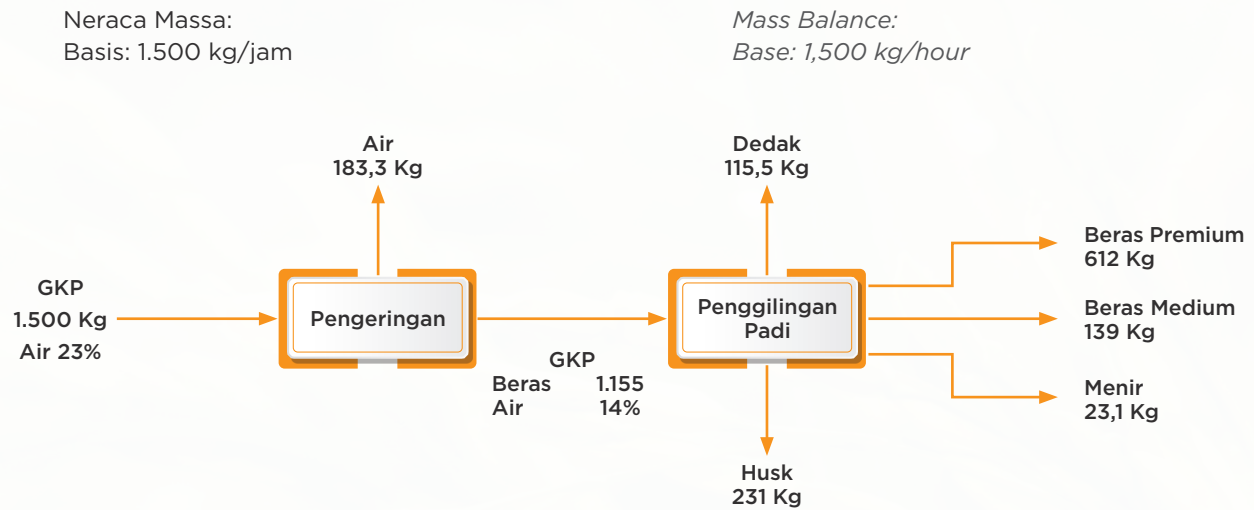 Neraca Massa:
Basis: 1.500 kg/jam
Mass Balance:
Base: 1,500 kg/hour
Air
183,3 Kg
Dedak
115,5 Kg
GKP
1.500 Kg
Air 23%
Pengeringan
GKP
Beras 1.155
Air 14%
Penggilingan
Padi
Beras Premium
612 Kg
Beras Medium
139 Kg
Menir
23,1 Kg
Husk
231 Kg